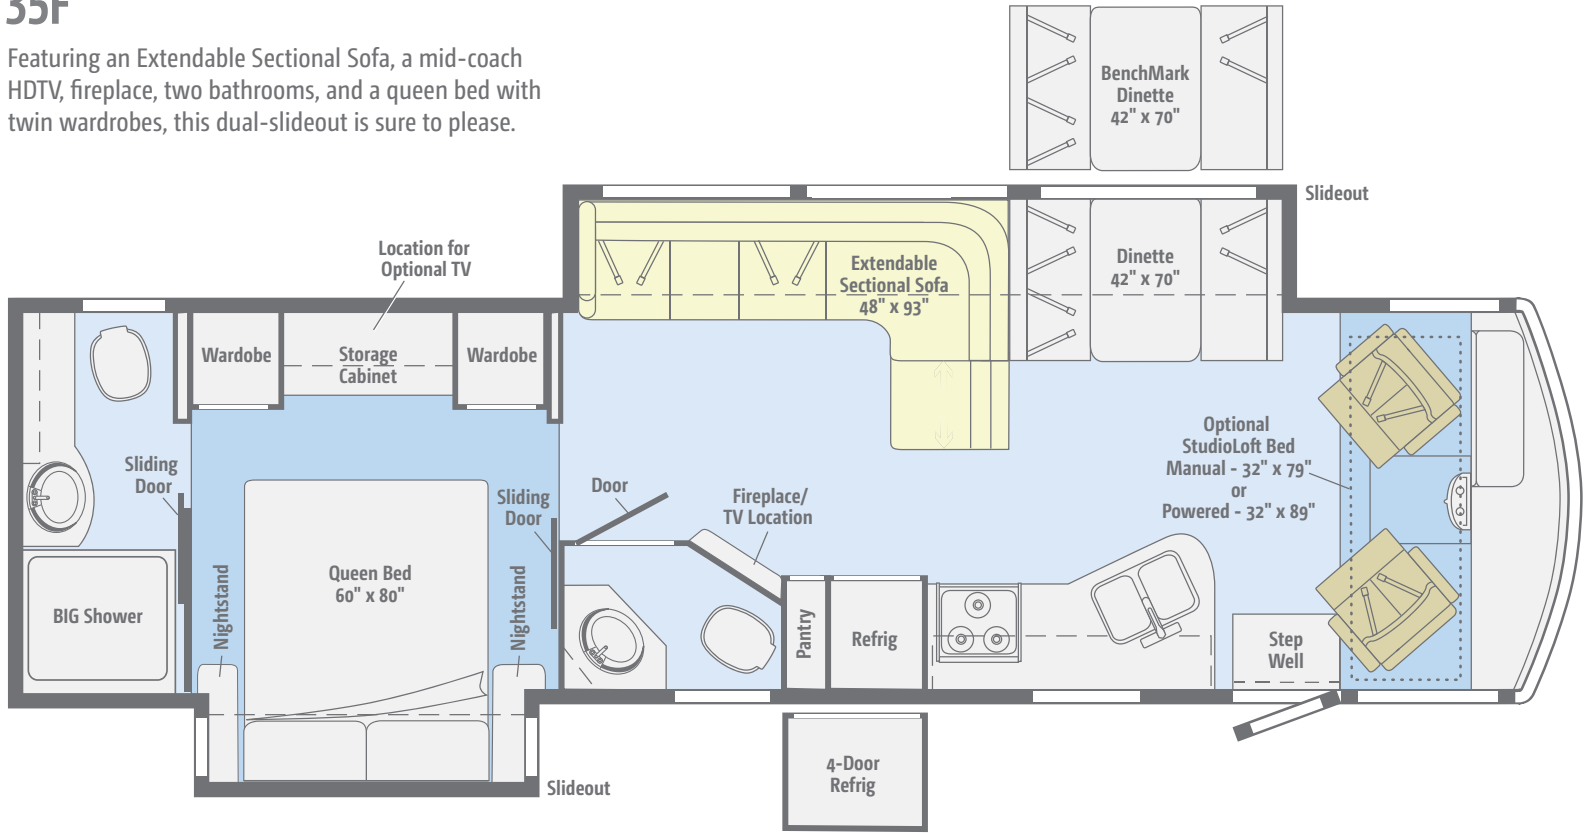 35F
Featuring an Extendable Sectional Sofa, a mid-coach
HDTV, fireplace, two bathrooms, and a queen bed with
twin wardrobes, this dual-slideout is sure to please.
BenchMark
Dinette
42" x 70"
Slideout
Location for
Optional TV
Extendable
Sectional Sofa
48" x 93"
Dinette
42" x 70"
Wardobe
Storage
Cabinet
Wardobe
Sliding
Door
Sliding
Door
Door
Fireplace/
TV Location
Optional
StudioLoft Bed
Manual - 32" x 79"
or
Powered - 32" x 89"
BIG Shower
Nightstand
Queen Bed
60" x 80"
Nightstand
Pantry
Refrig
Step
Well
4-Door
Refrig
Slideout